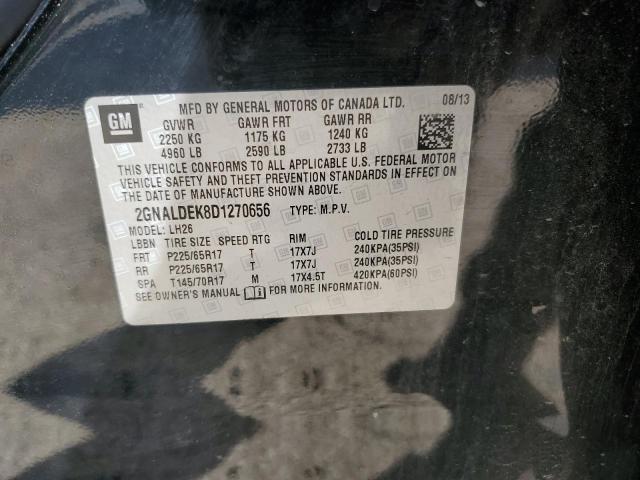 GM
MFD BY GENERAL MOTORS OF CANADA LTD. 08/13
GVWR GAWR FRT GAWR RR
2250 KG 1175 KG 1240 KG
4960 LB 2590 LB 2733 LB
THIS VEHICLE CONFORMS TO ALL APPLICABLE U.S. FEDERAL MOTOR
VEHICLE SAFETY AND THEFT PREVENTION STANDARDS IN EFFECT ON
THE DATE OF MANUFACTURE SHOWN ABOVE.
2GNALDEK8D1270656 TYPE: M.P.V.
MODEL: LH26
LBBN TIRE SIZE SPEED RTG RIM COLD TIRE PRESSURE
FRT P225/65R17 T 17X7J 240KPA(35PSI)
RR P225/65R17 T 17X7J 240KPA(35PSI)
SPA T145/70R17 M 17X4.5T 420KPA(60PSI)
SEE OWNER'S MANUAL FOR MORE INFORMATION